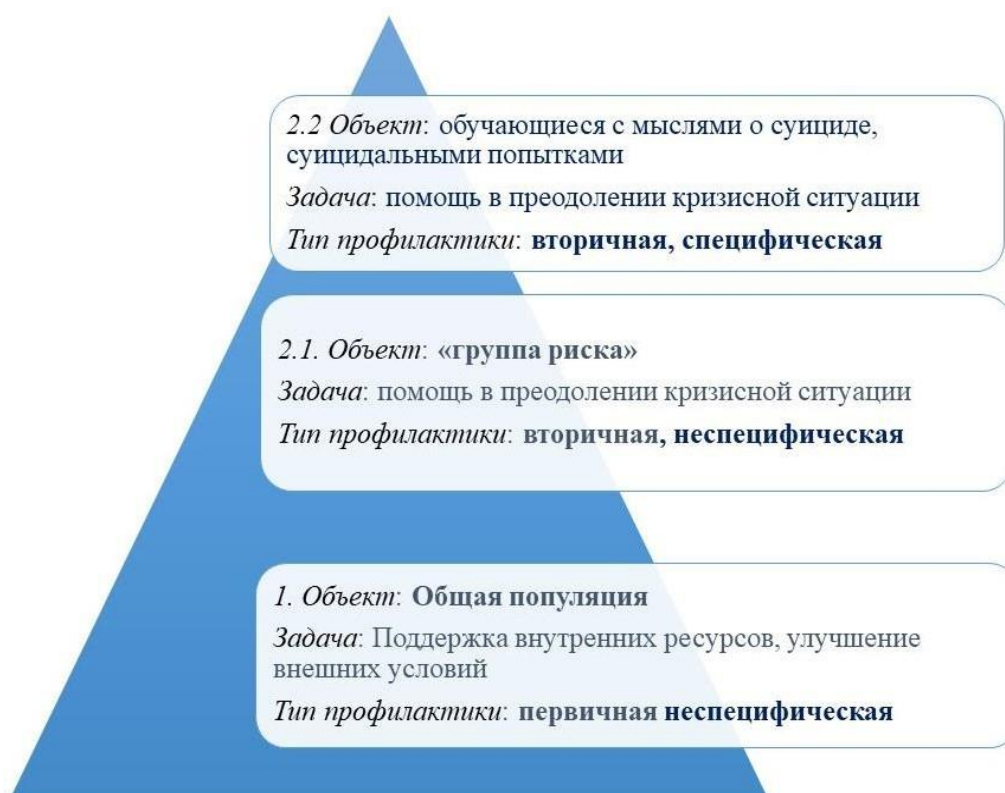 2.2 Объект: обучающиеся с мыслями о суициде,
суицидальными попытками
Задача: помощь в преодолении кризисной ситуации
Тип профилактики: вторичная, специфическая
2.1. Объект: «группа риска»
Задача: помощь в преодолении кризисной ситуации
Тип профилактики: вторичная, неспецифическая
1. Объект: Общая популяция
Задача: Поддержка внутренних ресурсов, улучшение
внешних условий
Тип профилактики: первичная неспецифическая